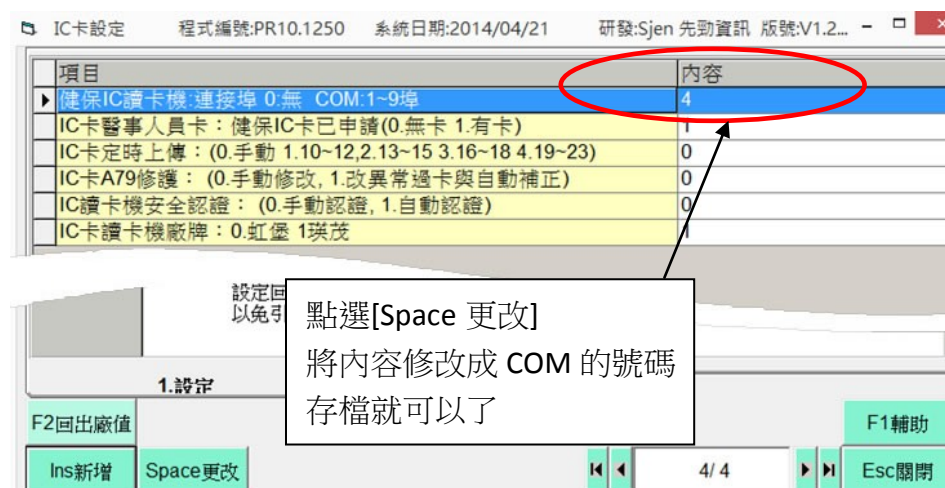 IC卡設定 程式編號:PR10.1250 系統日期:2014/04/21 研發:Sjen 先勁資訊 版號:V1.2...
項目 內容
健保IC讀卡機:連接埠 0:無 COM:1~9埠 4
IC卡醫事人員卡：健保IC卡已申請(0.無卡 1.有卡) 1
IC卡定時上傳：(0.手動 1.10~12,2.13~15 3.16~18 4.19~23) 0
IC卡A79修護： (0.手動修改, 1.改異常過卡與自動補正) 0
IC讀卡機安全認證： (0.手動認證, 1.自動認證) 0
IC卡讀卡機廠牌：0.虹堡 1瑛茂 1
設定回
以免引
點選[Space 更改]
將內容修改成 COM 的號碼
存檔就可以了
1.設定
F2回出廠值 F1輔助
Ins新增 Space更改 4/ 4 Esc關閉